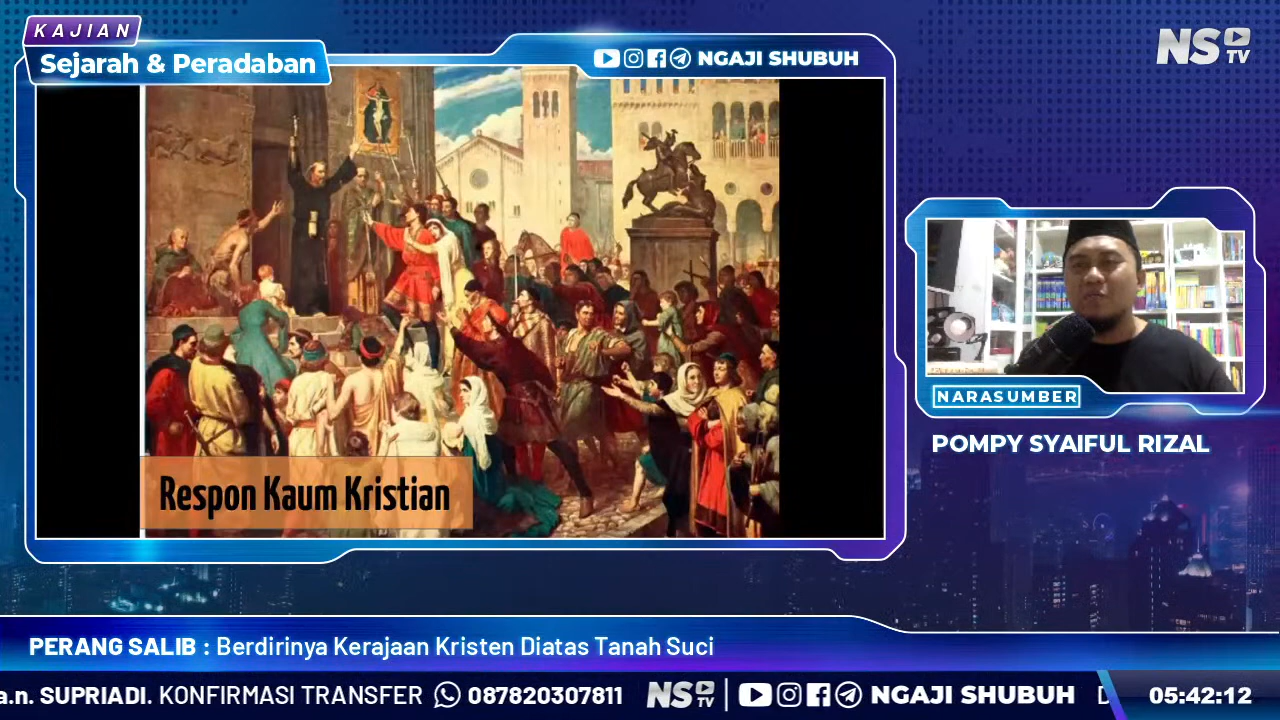 KAJIAN
Sejarah & Peradaban
NGAJI SHUBUH
NS TV
Respon Kaum Kristian
NARASUMBER
POMPY SYAIFUL RIZAL
PERANG SALIB : Berdirinya Kerajaan Kristen Diatas Tanah Suci
a.n. SUPRIADI. KONFIRMASI TRANSFER 087820307811 NS TV NGAJI SHUBUH
05:42:12